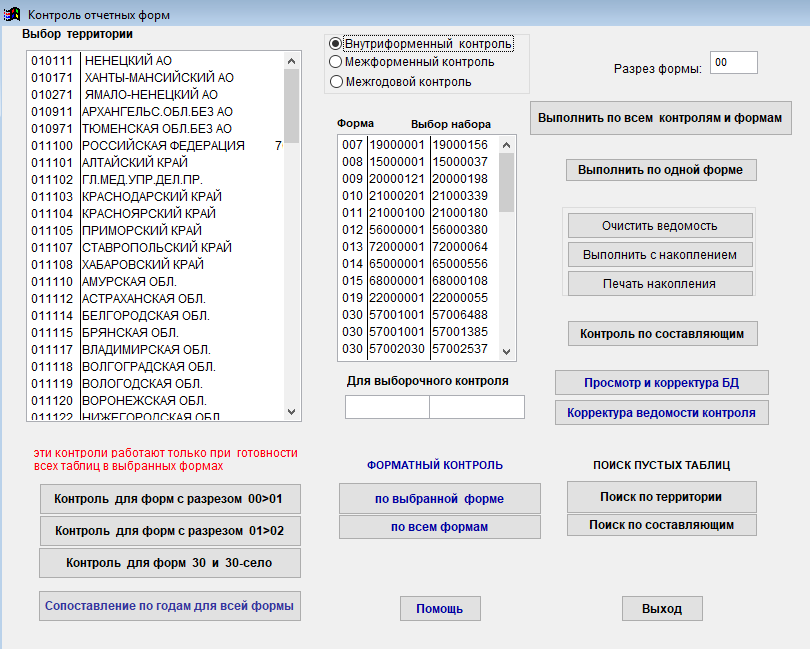 Контроль отчетных форм
Выбор территории
010111 НЕНЕЦКИЙ АО
010171 ХАНТЫ-МАНСИЙСКИЙ АО
010271 ЯМАЛО-НЕНЕЦКИЙ АО
010911 АРХАНГЕЛЬС.ОБЛ.БЕЗ АО
010971 ТЮМЕНСКАЯ ОБЛ.БЕЗ АО
011100 РОССИЙСКАЯ ФЕДЕРАЦИЯ
011101 АЛТАЙСКИЙ КРАЙ
011102 ГЛ.МЕД.УПР.ДЕЛ.ПР.
011103 КРАСНОДАРСКИЙ КРАЙ
011104 КРАСНОЯРСКИЙ КРАЙ
011105 ПРИМОРСКИЙ КРАЙ
011107 СТАВРОПОЛЬСКИЙ КРАЙ
011108 ХАБАРОВСКИЙ КРАЙ
011110 АМУРСКАЯ ОБЛ.
011112 АСТРАХАНСКАЯ ОБЛ.
011114 БЕЛГОРОДСКАЯ ОБЛ.
011115 БРЯНСКАЯ ОБЛ.
011117 ВЛАДИМИРСКАЯ ОБЛ.
011118 ВОЛГОГРАДСКАЯ ОБЛ.
011119 ВОЛОГОДСКАЯ ОБЛ.
011120 ВОРОНЕЖСКАЯ ОБЛ.
011122 НИЖЕГОРОДСКАЯ ОБЛ
эти контроли работают только при готовности
всех таблиц в выбранных формах
Контроль для форм с разрезом 00>01
Контроль для форм с разрезом 01>02
Контроль для форм 30 и 30-село
Сопоставление по годам для всей формы
Внутриформенный контроль
Межформенный контроль
Межгодовой контроль
Форма Выбор набора
007 19000001 19000156
008 15000001 15000037
009 20000121 20000198
010 21000201 21000339
011 21000100 21000180
012 56000001 56000380
013 72000001 72000064
014 65000001 65000556
015 68000001 68000108
019 22000001 22000055
030 57001001 57006488
030 57001001 57001385
030 57002030 57002537
Для выборочного контроля
ФОРМАТНЫЙ КОНТРОЛЬ
по выбранной форме
по всем формам
Помощь
Разрез формы: 00
Выполнить по всем контролям и формам
Выполнить по одной форме
Очистить ведомость
Выполнить с накоплением
Печать накопления
Контроль по составляющим
Просмотр и корректура БД
Корректура ведомости контроля
ПОИСК ПУСТЫХ ТАБЛИЦ
Поиск по территории
Поиск по составляющим
Выход